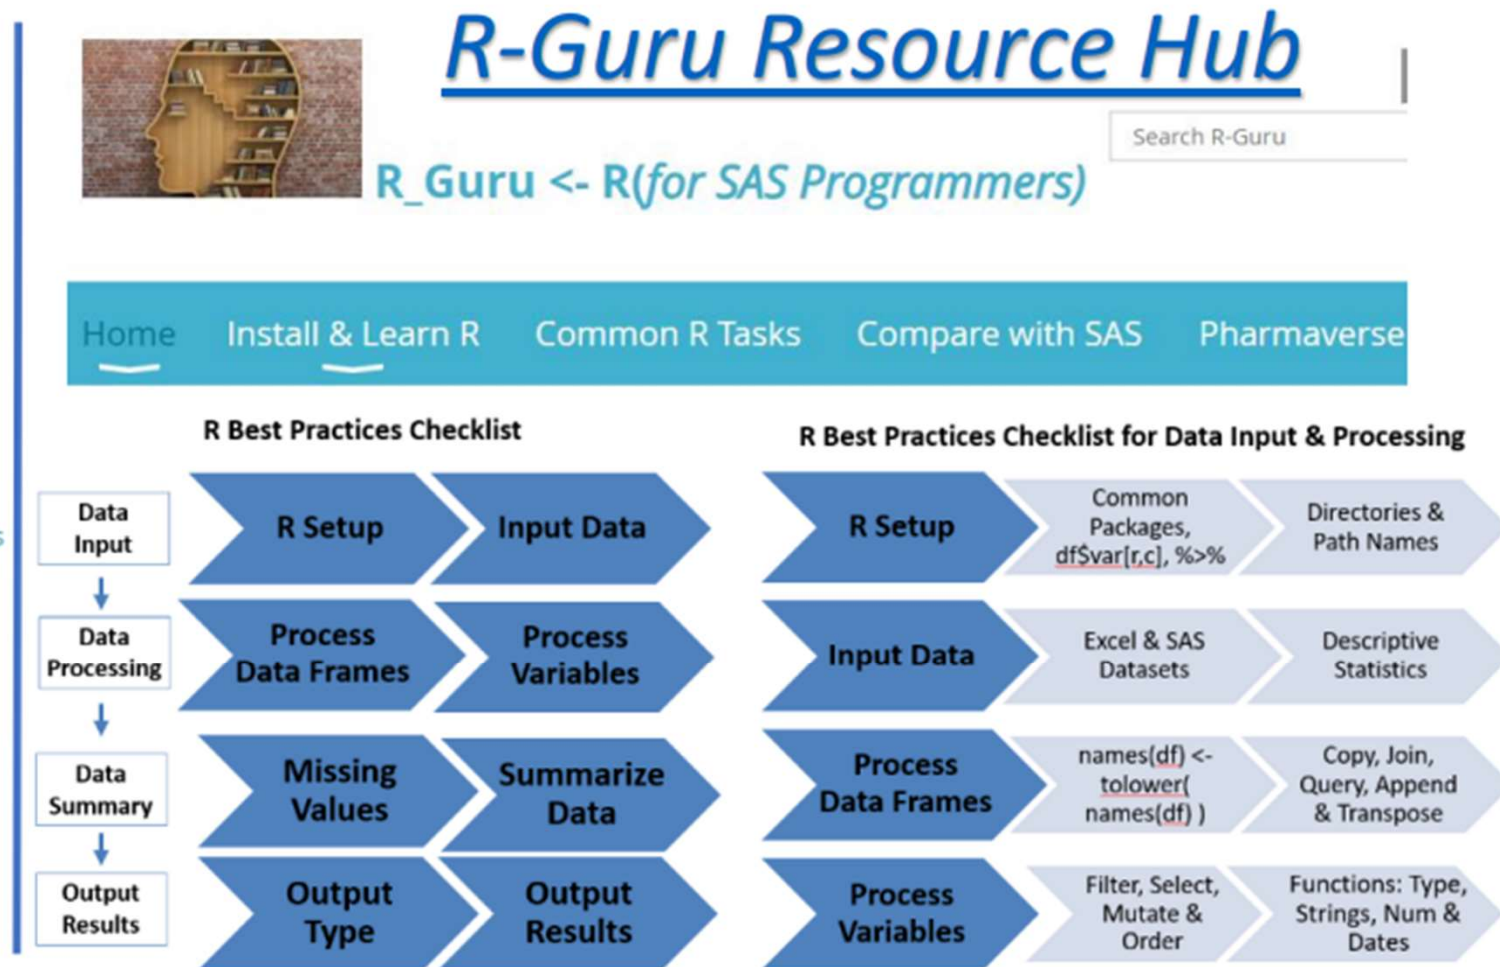 R-Guru Resource Hub
Search R-Guru
R_Guru <- R(for SAS Programmers)
Home Install & Learn R Common R Tasks Compare with SAS Pharmaverse
R Best Practices Checklist
Data
Input
R Setup
Input Data
Data
Processing
Process
Data Frames
Process
Variables
Data
Summary
Missing
Values
Summarize
Data
Output
Results
Output
Type
Output
Results
R Best Practices Checklist for Data Input & Processing
R Setup
Common
Packages,
df$var[r,c], %>%
Directories &
Path Names
Input Data
Excel & SAS
Datasets
Descriptive
Statistics
Process
Data Frames
names(df) <-
tolower(
names(df) )
Copy, Join,
Query, Append
& Transpose
Process
Variables
Filter, Select,
Mutate &
Order
Functions: Type,
Strings, Num &
Dates